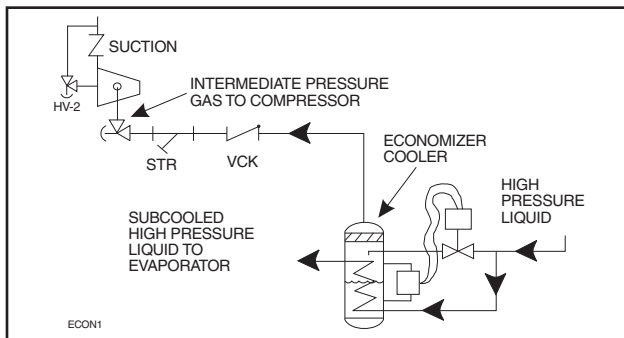 SUCTION
HV-2
INTERMEDIATE PRESSURE
GAS TO COMPRESSOR
STR
VCK
ECONOMIZER
COOLER
HIGH
PRESSURE
LIQUID
SUBCOOLED
HIGH PRESSURE
LIQUID TO
EVAPORATOR
ECON1